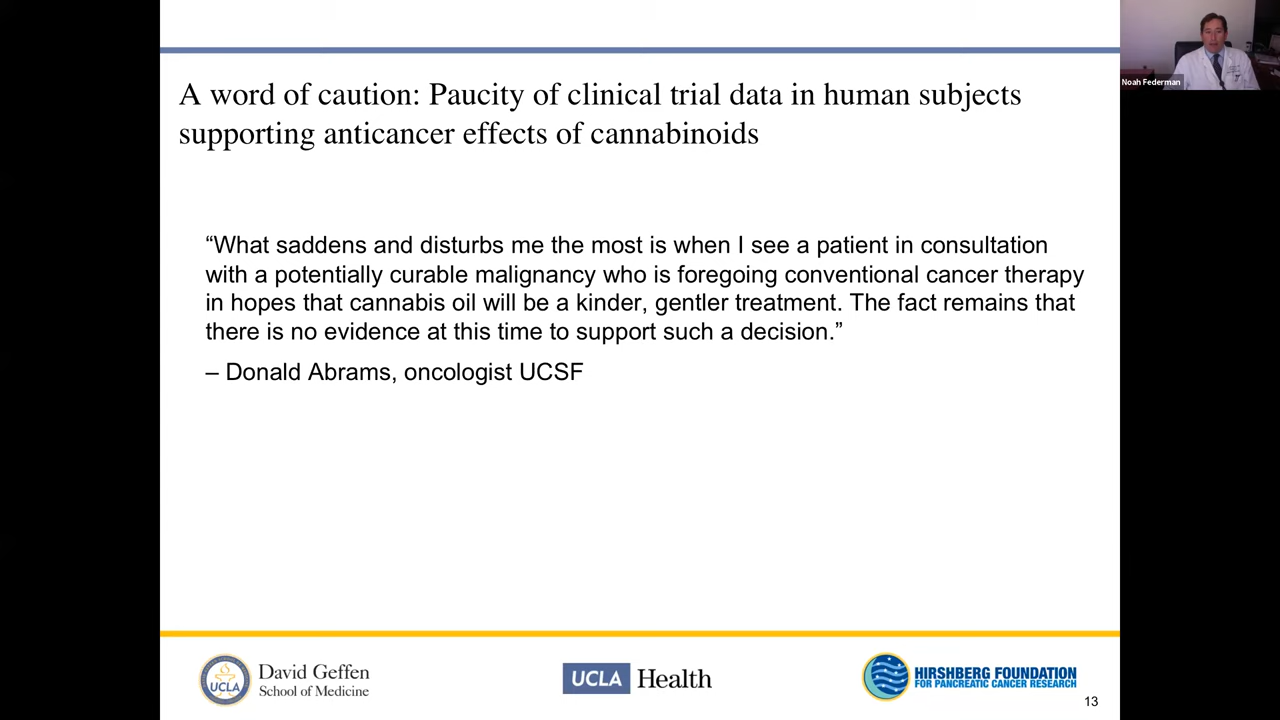 Noah Federman
A word of caution: Paucity of clinical trial data in human subjects
supporting anticancer effects of cannabinoids
“What saddens and disturbs me the most is when I see a patient in consultation
with a potentially curable malignancy who is foregoing conventional cancer therapy
in hopes that cannabis oil will be a kinder, gentler treatment. The fact remains that
there is no evidence at this time to support such a decision.”
– Donald Abrams, oncologist UCSF
UCLA
David Geffen
School of Medicine
UCLA Health
HIRSHBERG FOUNDATION
FOR PANCREATIC CANCER RESEARCH
13